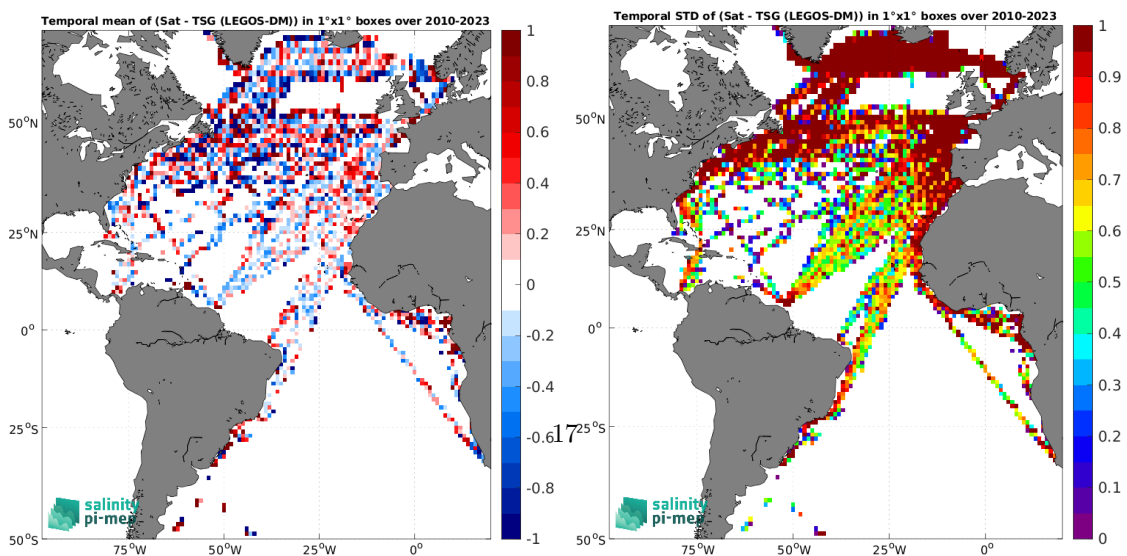 Temporal mean of (Sat - TSG (LEGOS-DM)) in 1°x1° boxes over 2010-2023
50°N
25°N
0°
25°S
50°S
75°W
50°W
25°W
0°
1
0.8
0.6
0.4
0.2
0
-0.2
-0.4
-0.6
-0.8
-1
salinity
pi-mep
17
Temporal STD of (Sat - TSG (LEGOS-DM)) in 1°x1° boxes over 2010-2023
50°N
25°N
0°
25°S
50°S
75°W
50°W
25°W
0°
1
0.9
0.8
0.7
0.6
0.5
0.4
0.3
0.2
0.1
0
salinity
pi-mep